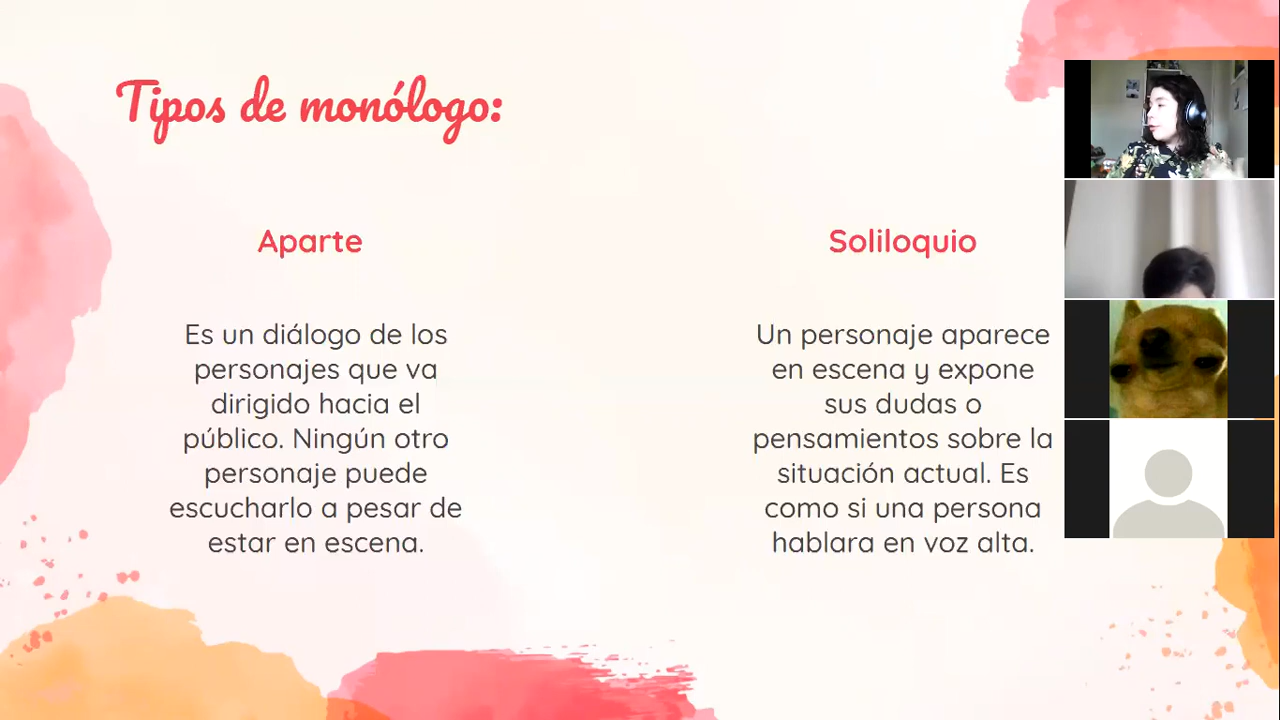 Tipos de monólogo:
Aparte
Es un diálogo de los
personajes que va
dirigido hacia el
público. Ningún otro
personaje puede
escucharlo a pesar de
estar en escena.
Soliloquio
Un personaje aparece
en escena y expone
sus dudas o
pensamientos sobre la
situación actual. Es
como si una persona
hablara en voz alta.